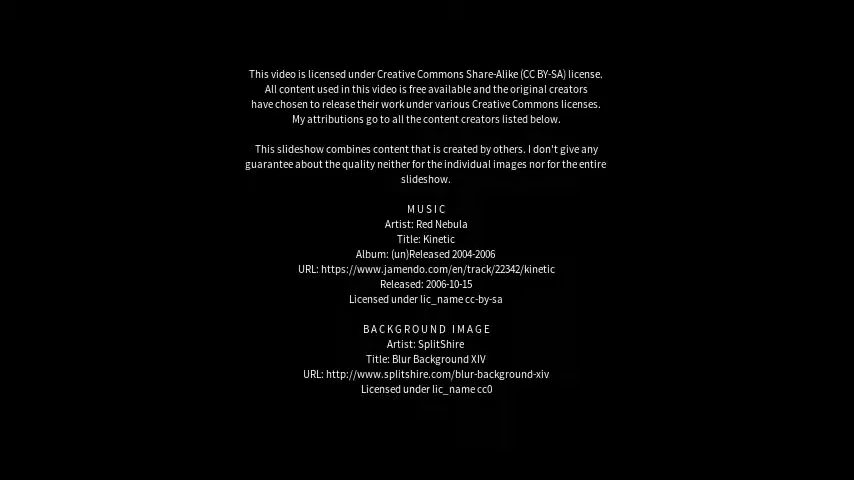 This video is licensed under Creative Commons Share-Alike (CC BY-SA) license.
All content used in this video is free available and the original creators
have chosen to release their work under various Creative Commons licenses.
My attributions go to all the content creators listed below.
This slideshow combines content that is created by others. I don't give any
guarantee about the quality neither for the individual images nor for the entire
slideshow.
MUSIC
Artist: Red Nebula
Title: Kinetic
Album: (un)Released 2004-2006
URL: https://www.jamendo.com/en/track/22342/kinetic
Released: 2006-10-15
Licensed under lic_name cc-by-sa
BACKGROUND IMAGE
Artist: SplitShire
Title: Blur Background XIV
URL: http://www.splitshire.com/blur-background-xiv
Licensed under lic_name cc0